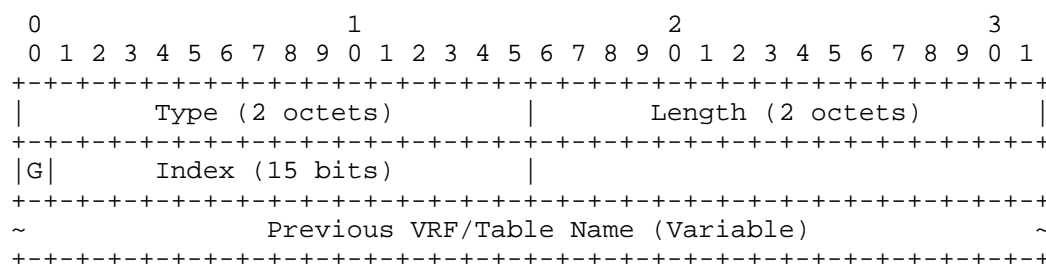 0                   1                   2                   3
 0 1 2 3 4 5 6 7 8 9 0 1 2 3 4 5 6 7 8 9 0 1 2 3 4 5 6 7 8 9 0 1
+-+-+-+-+-+-+-+-+-+-+-+-+-+-+-+-+-+-+-+-+-+-+-+-+-+-+-+-+-+-+-+-+
|        Type (2 octets)        |       Length (2 octets)       |
+-+-+-+-+-+-+-+-+-+-+-+-+-+-+-+-+-+-+-+-+-+-+-+-+-+-+-+-+-+-+-+-+
|G|      Index (15 bits)        |
+-+-+-+-+-+-+-+-+-+-+-+-+-+-+-+-+-+-+-+-+-+-+-+-+-+-+-+-+-+-+-+-+
~               Previous VRF/Table Name (Variable)              ~
+-+-+-+-+-+-+-+-+-+-+-+-+-+-+-+-+-+-+-+-+-+-+-+-+-+-+-+-+-+-+-+-+